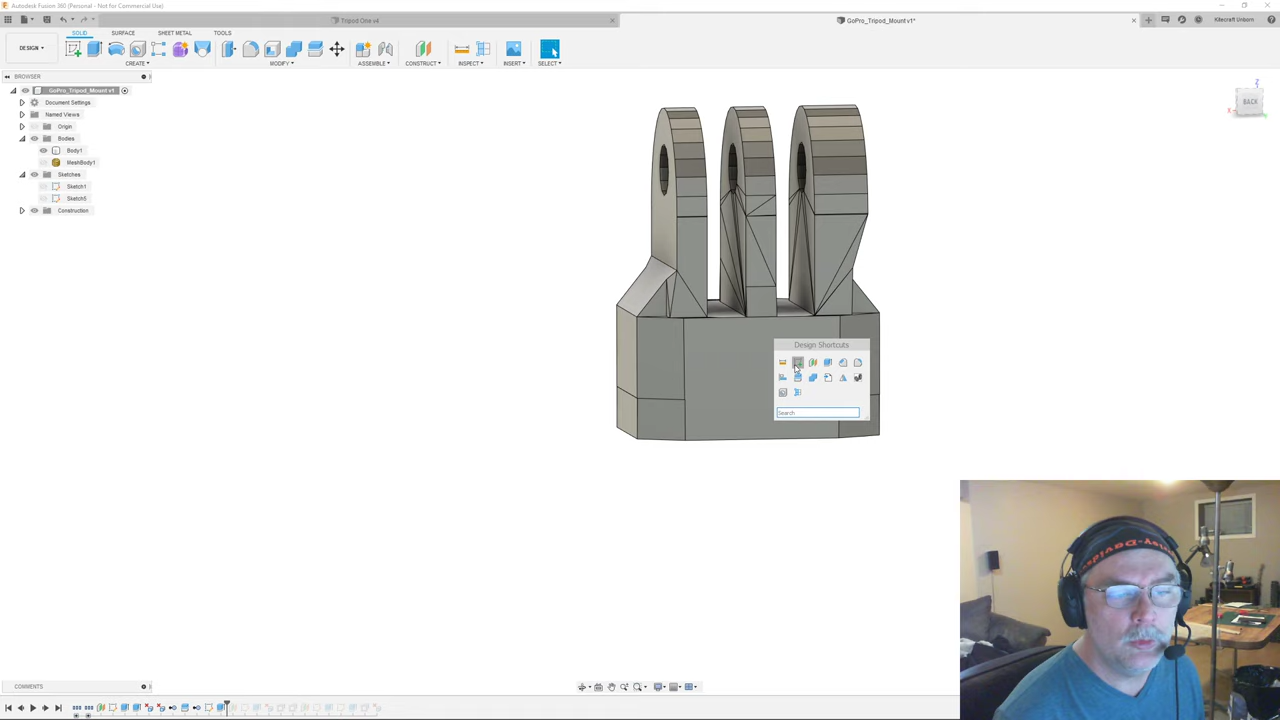 Autodesk Fusion 360 (Personal - Not for Commercial Use)
Tripod One v4
GoPro_Tripod_Mount v1*
Kitecraft Unborn
DESIGN
SOLID
SURFACE
SHEET METAL
TOOLS
CREATE
MODIFY
ASSEMBLE
CONSTRUCT
INSPECT
INSERT
SELECT
BROWSER
GoPro_Tripod_Mount v1
Document Settings
Named Views
Origin
Bodies
Body1
MeshBody1
Sketches
Sketch1
Sketch5
Construction
Z
BACK
X
Design Shortcuts
Search
COMMENTS